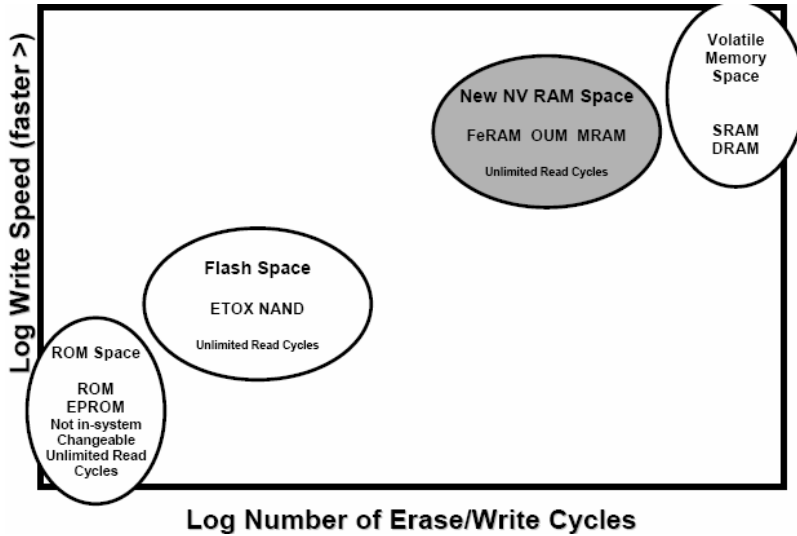 Log Write Speed (faster >)
Volatile
Memory
Space
SRAM
DRAM
New NV RAM Space
FeRAM OUM MRAM
Unlimited Read Cycles
Flash Space
ETOX NAND
Unlimited Read Cycles
ROM Space
ROM
EPROM
Not in-system
Changeable
Unlimited Read
Cycles
Log Number of Erase/Write Cycles